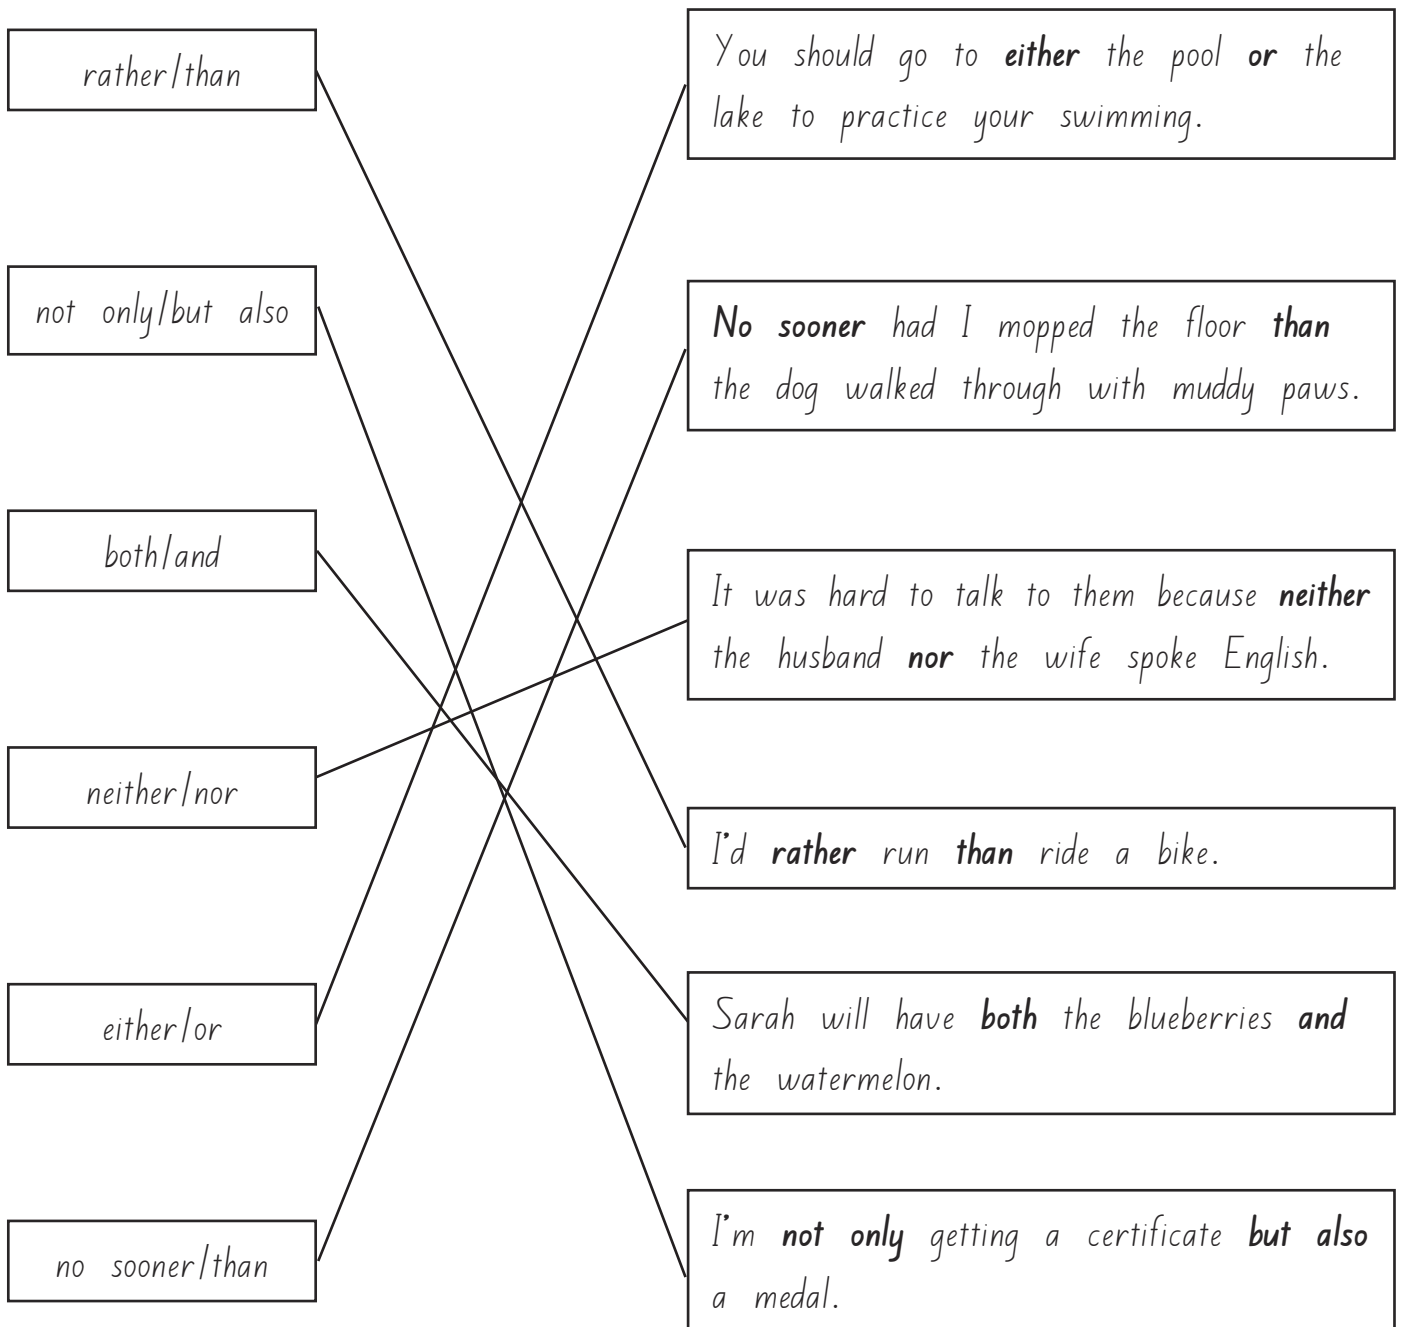 rather/than
not only/but also
both/and
neither/nor
either/or
no sooner/than
You should go to either the pool or the
lake to practice your swimming.
No sooner had I mopped the floor than
the dog walked through with muddy paws.
It was hard to talk to them because neither
the husband nor the wife spoke English.
I'd rather run than ride a bike.
Sarah will have both the blueberries and
the watermelon.
I'm not only getting a certificate but also
a medal.